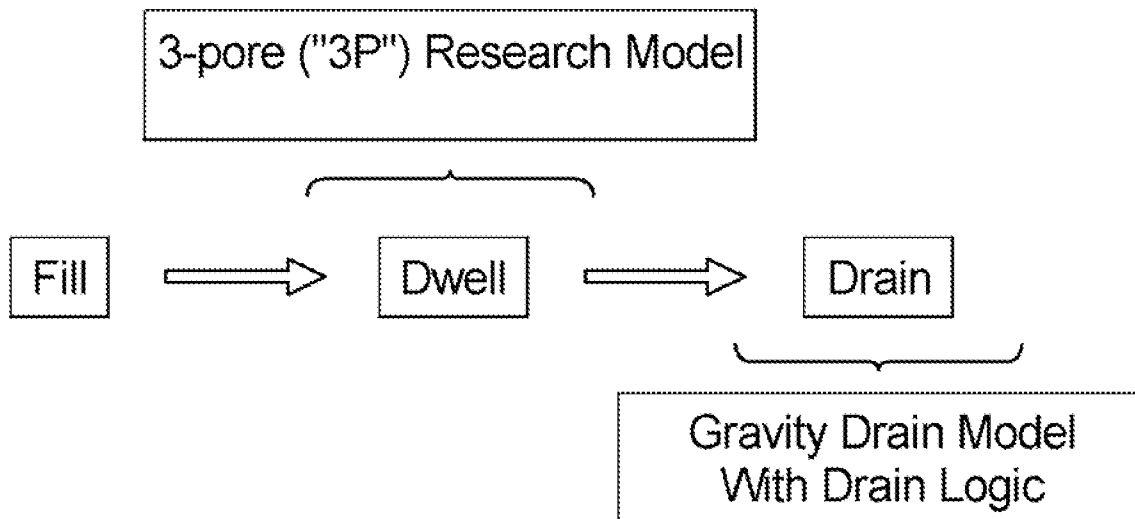 3-pore ("3P") Research Model
Fill
Dwell
Drain
Gravity Drain Model
With Drain Logic